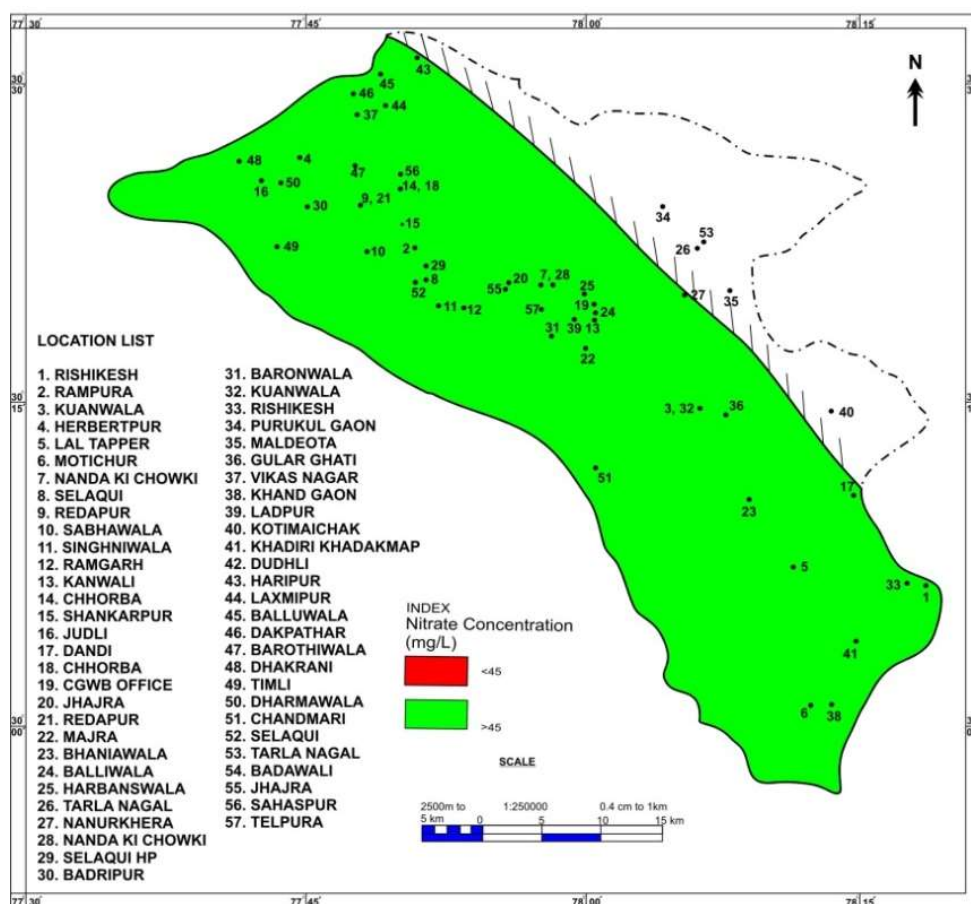 77 30'
77 45'
78 00'
78 15'
N
30
30
43
45
46
44
37
48
4
47
56
16
50
14, 18
9, 21
30
34
15
53
49
10
2
26
29
8
52
20
7, 28
55
25
27
35
11
12
57
19
24
39
13
31
22
LOCATION LIST
1. RISHIKESH
2. RAMPURA
3. KUANWALA
4. HERBERTPUR
5. LAL TAPPER
6. MOTICHUR
7. NANDA KI CHOWKI
8. SELAQUI
9. REDAPUR
10. SABHAWALA
11. SINGHNIWALA
12. RAMGARH
13. KANWALI
14. CHHORBA
15. SHANKARPUR
16. JUDLI
17. DANDI
18. CHHORBA
19. CGWB OFFICE
20. JHAJRA
21. REDAPUR
22. MAJRA
23. BHANIAWALA
24. BALLIWALA
25. HARBANSWALA
26. TARLA NAGAL
27. NANURKHERA
28. NANDA KI CHOWKI
29. SELAQUI HP
30. BADRIPUR
31. BARONWALA
32. KUANWALA
33. RISHIKESH
34. PURUKUL GAON
35. MALDEOTA
36. GULAR GHATI
37. VIKAS NAGAR
38. KHAND GAON
39. LADPUR
40. KOTIMAICHAK
41. KHADIRI KHADAKMAP
42. DUDHLI
43. HARIPUR
44. LAXMIPUR
45. BALLUWALA
46. DAKPATHAR
47. BAROTHIWALA
48. DHAKRANI
49. TIMLI
50. DHARMAWALA
51. CHANDMARI
52. SELAQUI
53. TARLA NAGAL
54. BADAWALI
55. JHAJRA
56. SAHASPUR
57. TELPURA
30
15
3, 32
36
40
51
17
23
5
33
1
41
6
38
INDEX
Nitrate Concentration
(mg/L)
<45
>45
30
00
SCALE
2500m to 1:250000 0.4 cm to 1km
5 km 0 5 10 15 km
77 30'
77 45'
78 00'
78 15'